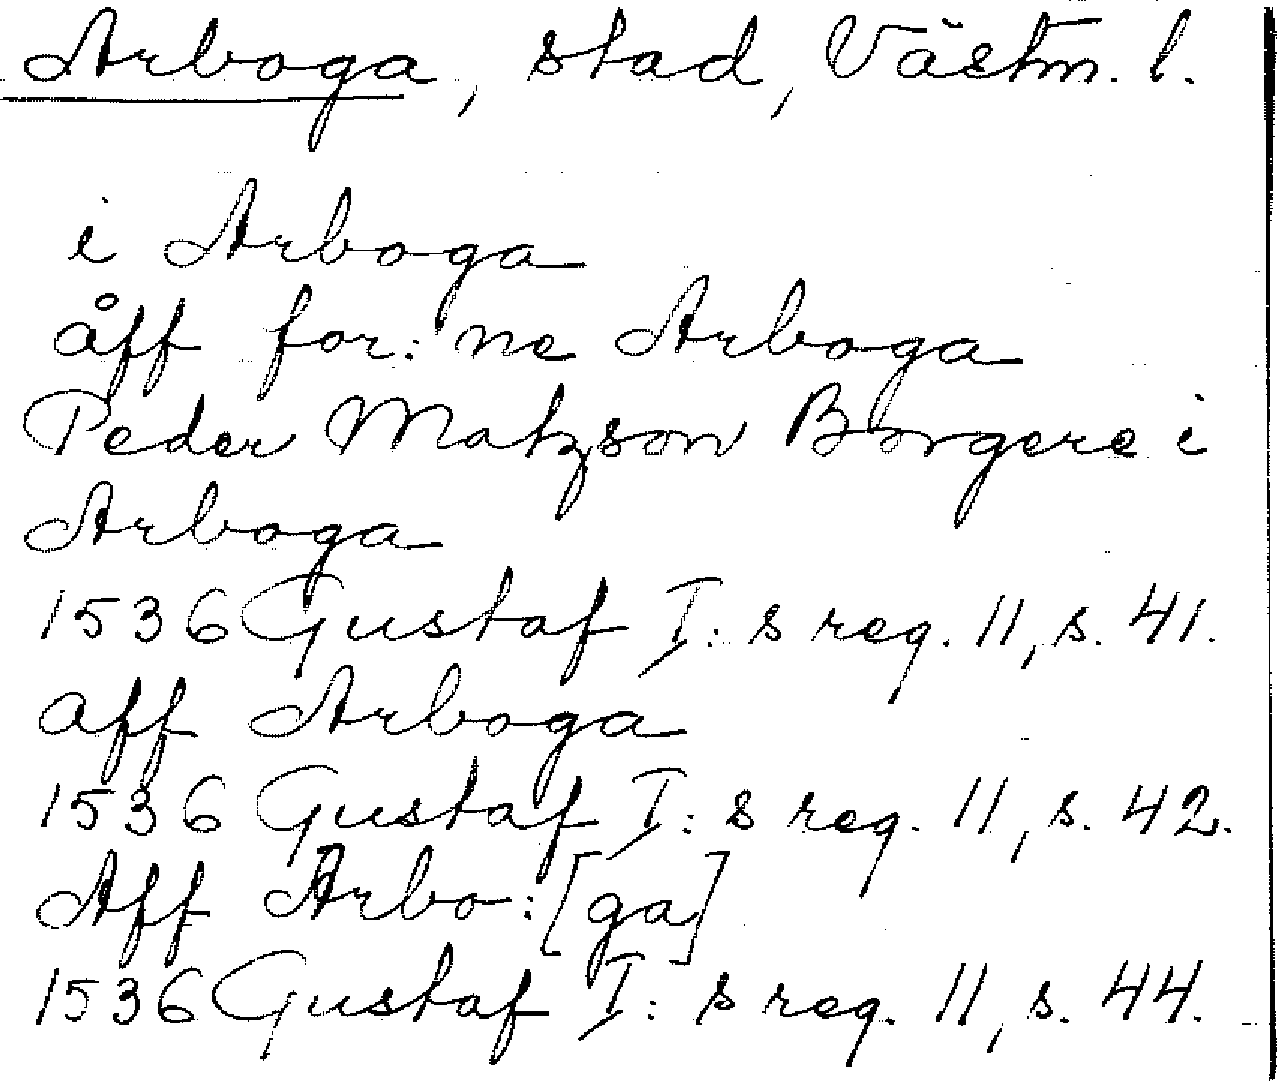 Arboga, stad, Västm. l.
i Arboga
åff for: ne Arboga
Peder Matzson Borgere i
Arboga
1536 Gustaf I: s reg. 11, s. 41.
aff Arboga
1536 Gustaf I: s reg. 11, s. 42.
Aff Arbo:[ga]
1536 Gustaf I: s reg. 11, s. 44.